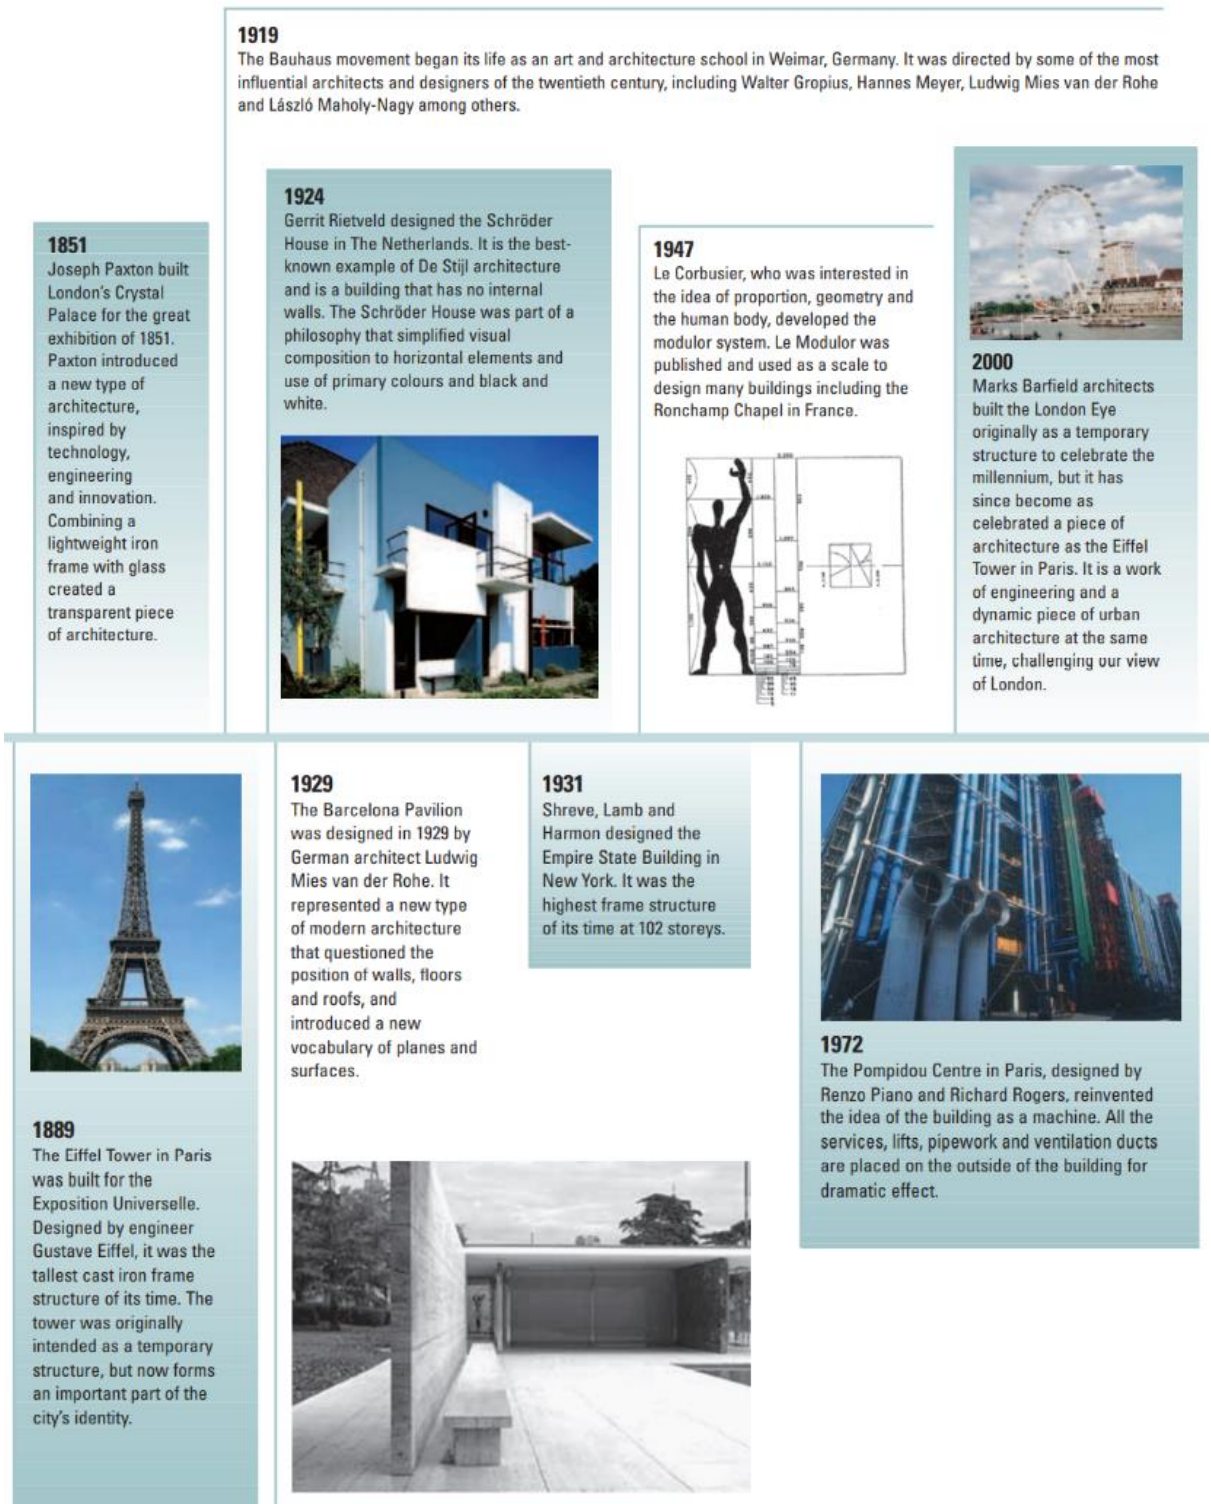 1919
The Bauhaus movement began its life as an art and architecture school in Weimar, Germany. It was directed by some of the most
influential architects and designers of the twentieth century, including Walter Gropius, Hannes Meyer, Ludwig Mies van der Rohe
and László Maholy-Nagy among others.
1851
Joseph Paxton built
London's Crystal
Palace for the great
exhibition of 1851.
Paxton introduced
a new type of
architecture,
inspired by
technology,
engineering
and innovation.
Combining a
lightweight iron
frame with glass
created a
transparent piece
of architecture.
1924
Gerrit Rietveld designed the Schröder
House in The Netherlands. It is the best-
known example of De Stijl architecture
and is a building that has no internal
walls. The Schröder House was part of a
philosophy that simplified visual
composition to horizontal elements and
use of primary colours and black and
white.
1947
Le Corbusier, who was interested in
the idea of proportion, geometry and
the human body, developed the
modulor system. Le Modulor was
published and used as a scale to
design many buildings including the
Ronchamp Chapel in France.
2000
Marks Barfield architects
built the London Eye
originally as a temporary
structure to celebrate the
millennium, but it has
since become as
celebrated a piece of
architecture as the Eiffel
Tower in Paris. It is a work
of engineering and a
dynamic piece of urban
architecture at the same
time, challenging our view
of London.
1889
The Eiffel Tower in Paris
was built for the
Exposition Universelle.
Designed by engineer
Gustave Eiffel, it was the
tallest cast iron frame
structure of its time. The
tower was originally
intended as a temporary
structure, but now forms
an important part of the
city's identity.
1929
The Barcelona Pavilion
was designed in 1929 by
German architect Ludwig
Mies van der Rohe. It
represented a new type
of modern architecture
that questioned the
position of walls, floors
and roofs, and
introduced a new
vocabulary of planes and
surfaces.
1931
Shreve, Lamb and
Harmon designed the
Empire State Building in
New York. It was the
highest frame structure
of its time at 102 storeys.
1972
The Pompidou Centre in Paris, designed by
Renzo Piano and Richard Rogers, reinvented
the idea of the building as a machine. All the
services, lifts, pipework and ventilation ducts
are placed on the outside of the building for
dramatic effect.